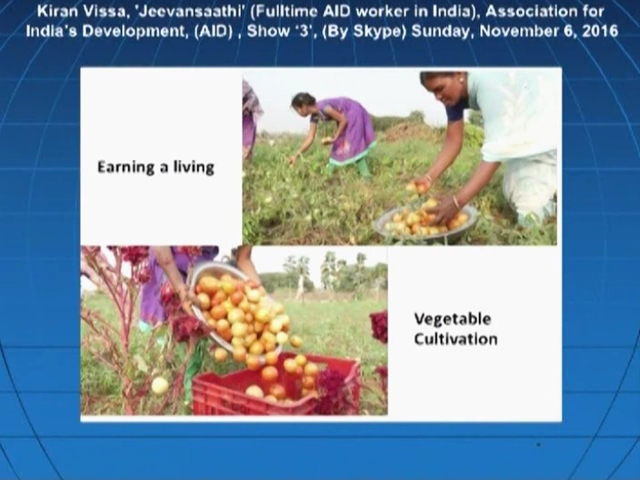 Kiran Vissa, 'Jeevansaathi' (Fulltime AID worker in India), Association for
India's Development, (AID) , Show '3', (By Skype) Sunday, November 6, 2016
Earning a living
Vegetable
Cultivation